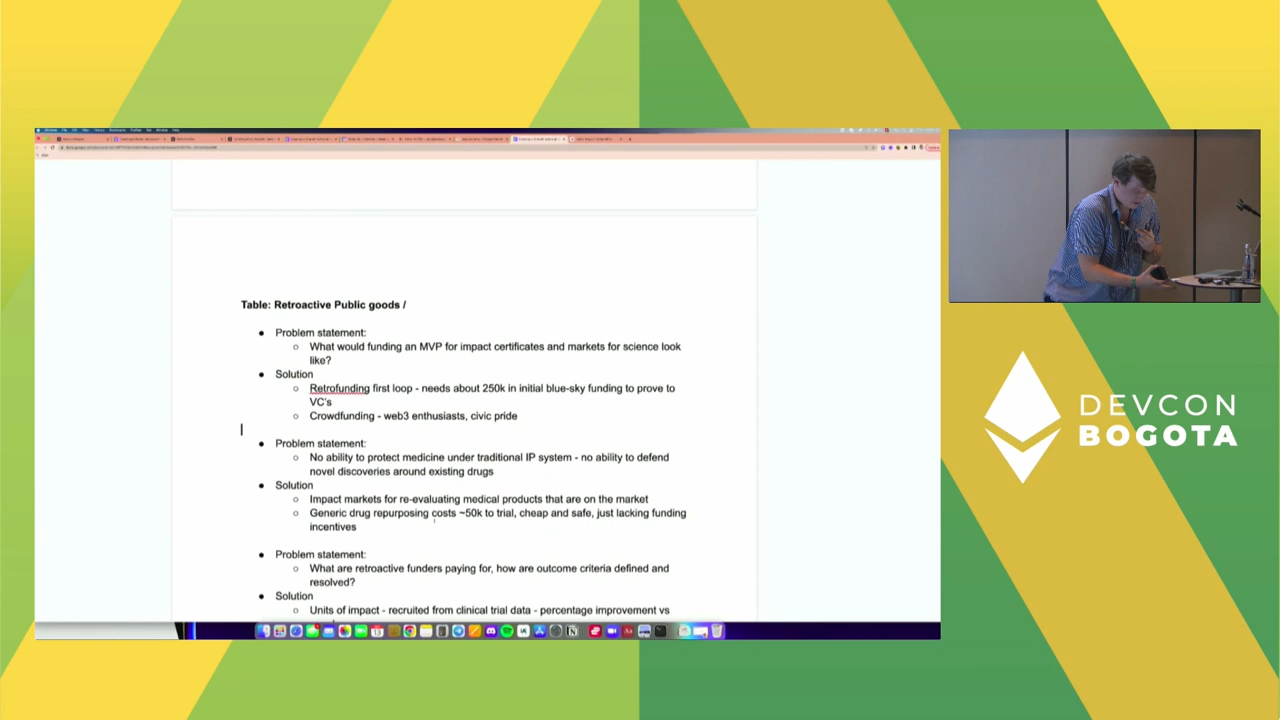 Table: Retroactive Public goods /
● Problem statement:
○ What would funding an MVP for impact certificates and markets for science look
like?
● Solution
○ Retrofunding first loop - needs about 250k in initial blue-sky funding to prove to
VC's
○ Crowdfunding - web3 enthusiasts, civic pride
● Problem statement:
○ No ability to protect medicine under traditional IP system - no ability to defend
novel discoveries around existing drugs
● Solution
○ Impact markets for re-evaluating medical products that are on the market
○ Generic drug repurposing costs ~50k to trial, cheap and safe, just lacking funding
incentives
● Problem statement:
○ What are retroactive funders paying for, how are outcome criteria defined and
resolved?
● Solution
○ Units of impact - recruited from clinical trial data - percentage improvement vs
DEVCON
BOGOTA